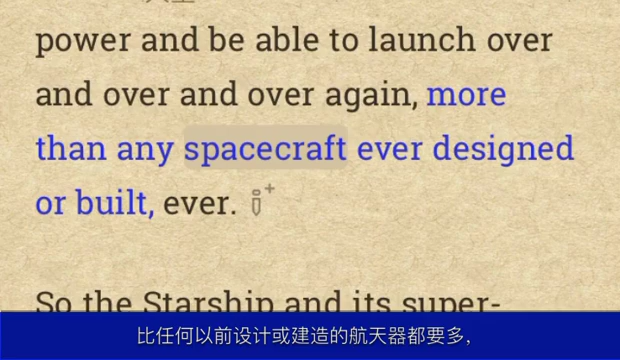 power and be able to launch over
and over and over again, more
than any spacecraft ever designed
or built, ever.
So the Starship and its super-
比任何以前设计或建造的航天器都要多，